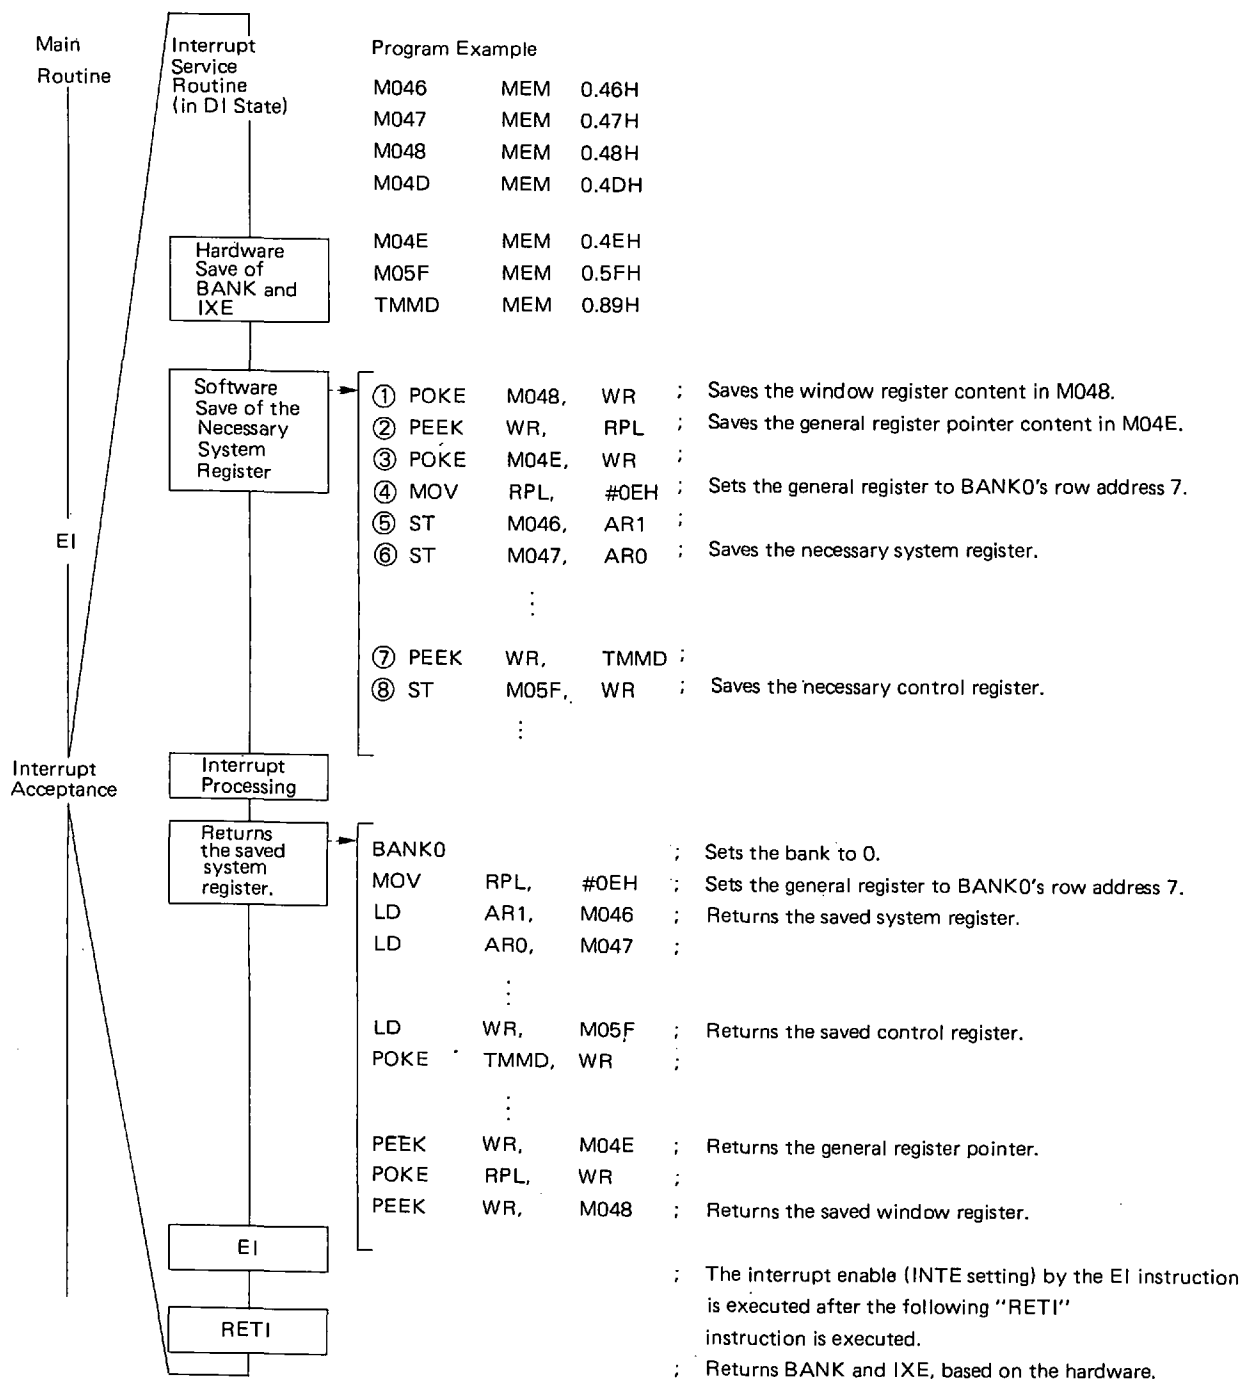 Main
Routine
Interrupt
Service
Routine
(in DI State)
Program Example
M046 MEM 0.46H
M047 MEM 0.47H
M048 MEM 0.48H
M04D MEM 0.4DH
M04E MEM 0.4EH
M05F MEM 0.5FH
TMMD MEM 0.89H
Hardware
Save of
BANK and
IXE
Software
Save of the
Necessary
System
Register
① POKE M048, WR ; Saves the window register content in M048.
② PEEK WR, RPL ; Saves the general register pointer content in M04E.
③ POKE M04E, WR ;
④ MOV RPL, #0EH ; Sets the general register to BANK0's row address 7.
⑤ ST M046, AR1 ;
⑥ ST M047, AR0 ; Saves the necessary system register.
⋮
⑦ PEEK WR, TMMD ;
⑧ ST M05F, WR ; Saves the necessary control register.
⋮
EI
Interrupt
Acceptance
Interrupt
Processing
Returns
the saved
system
register.
BANK0 ; Sets the bank to 0.
MOV RPL, #0EH ; Sets the general register to BANK0's row address 7.
LD AR1, M046 ; Returns the saved system register.
LD AR0, M047 ;
⋮
LD WR, M05F ; Returns the saved control register.
POKE TMMD, WR ;
⋮
PEEK WR, M04E ; Returns the general register pointer.
POKE RPL, WR ;
PEEK WR, M048 ; Returns the saved window register.
EI
; The interrupt enable (INTE setting) by the EI instruction
is executed after the following "RETI"
instruction is executed.
RETI
; Returns BANK and IXE, based on the hardware.